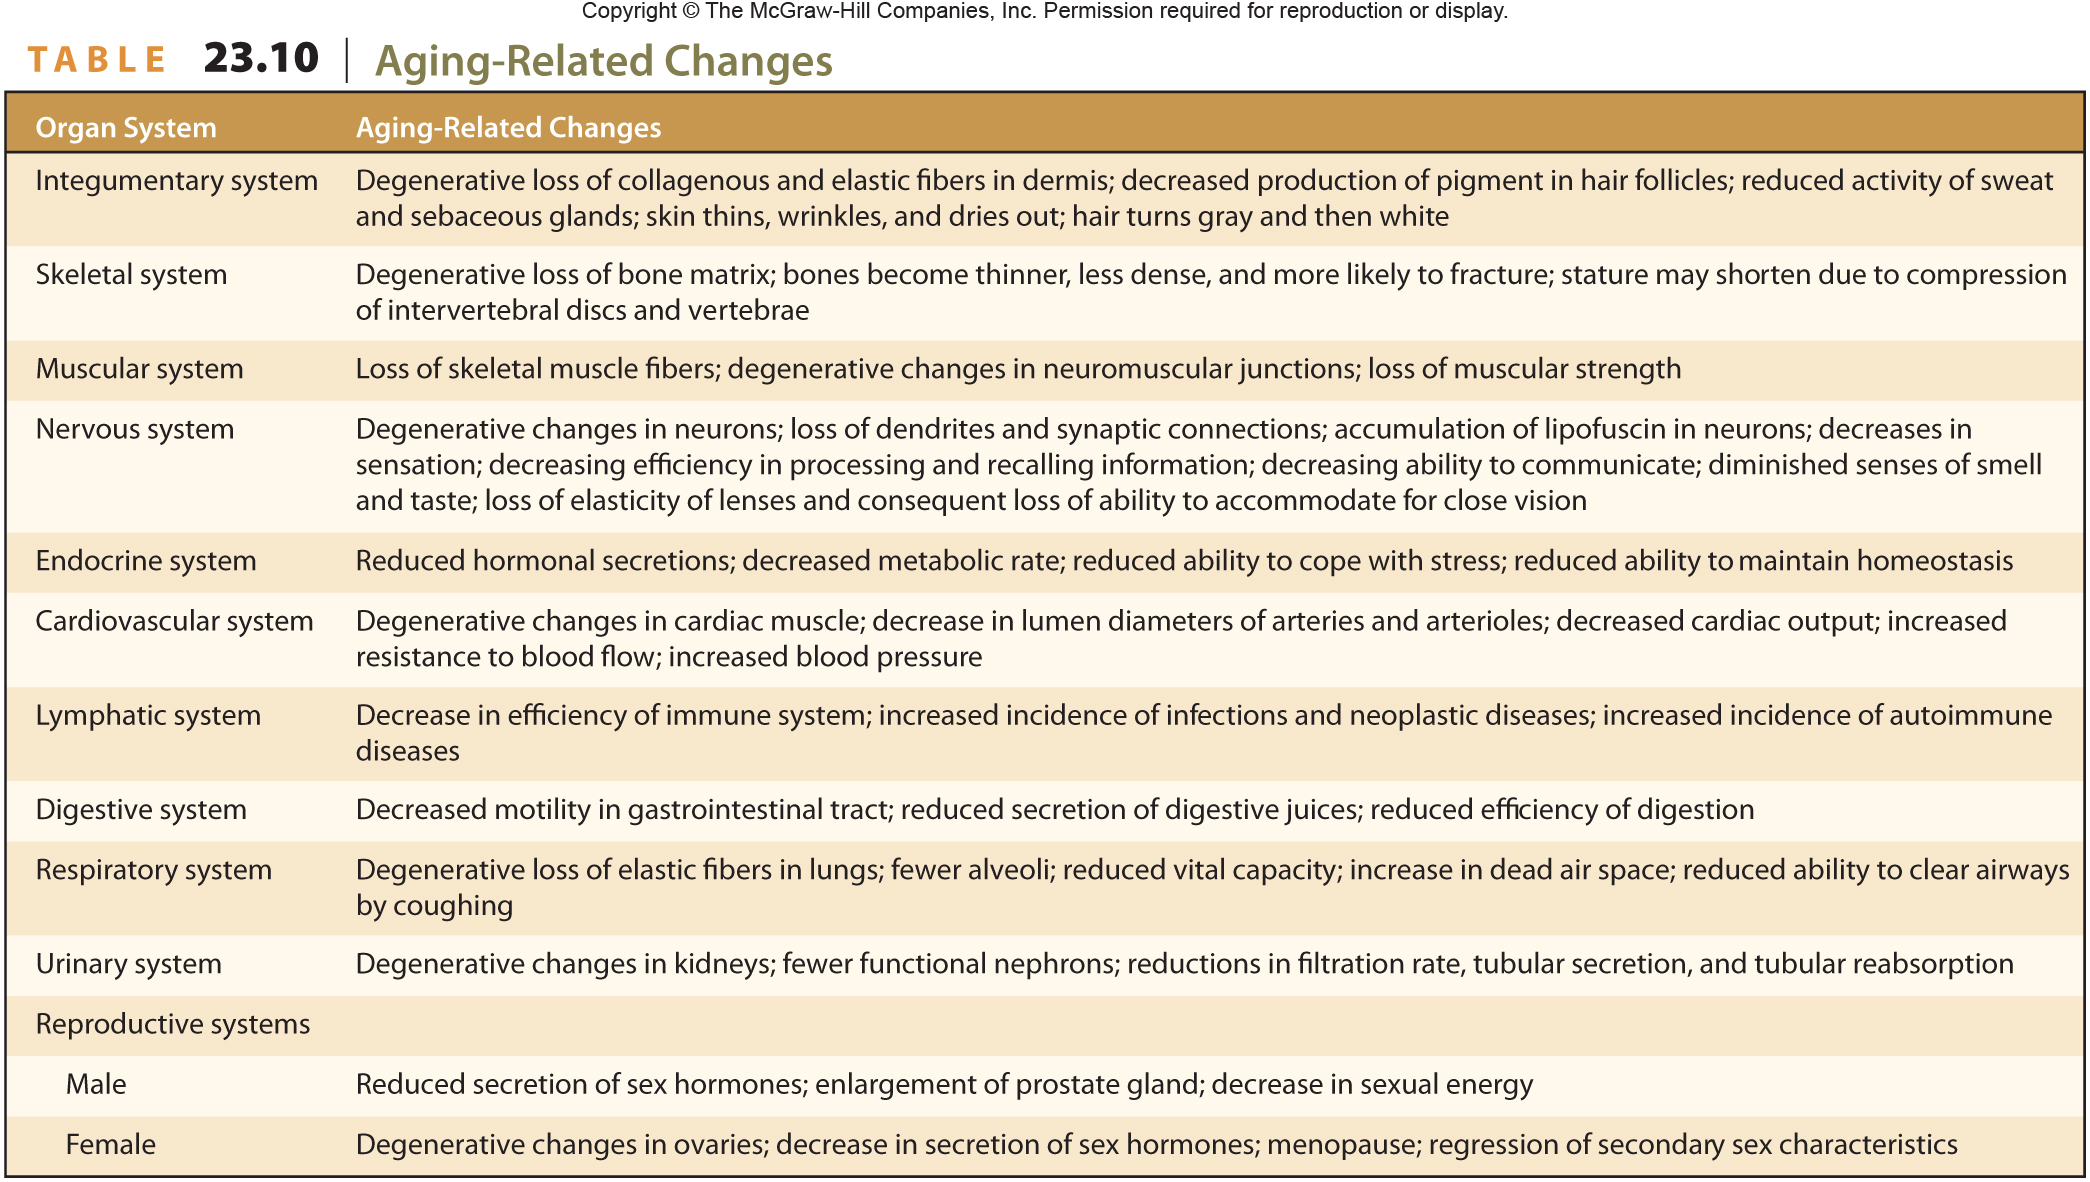 Copyright © The McGraw-Hill Companies, Inc. Permission required for reproduction or display.
TABLE 23.10 | Aging-Related Changes
Organ System Aging-Related Changes
Integumentary system Degenerative loss of collagenous and elastic fibers in dermis; decreased production of pigment in hair follicles; reduced activity of sweat
and sebaceous glands; skin thins, wrinkles, and dries out; hair turns gray and then white
Skeletal system Degenerative loss of bone matrix; bones become thinner, less dense, and more likely to fracture; stature may shorten due to compression
of intervertebral discs and vertebrae
Muscular system Loss of skeletal muscle fibers; degenerative changes in neuromuscular junctions; loss of muscular strength
Nervous system Degenerative changes in neurons; loss of dendrites and synaptic connections; accumulation of lipofuscin in neurons; decreases in
sensation; decreasing efficiency in processing and recalling information; decreasing ability to communicate; diminished senses of smell
and taste; loss of elasticity of lenses and consequent loss of ability to accommodate for close vision
Endocrine system Reduced hormonal secretions; decreased metabolic rate; reduced ability to cope with stress; reduced ability to maintain homeostasis
Cardiovascular system Degenerative changes in cardiac muscle; decrease in lumen diameters of arteries and arterioles; decreased cardiac output; increased
resistance to blood flow; increased blood pressure
Lymphatic system Decrease in efficiency of immune system; increased incidence of infections and neoplastic diseases; increased incidence of autoimmune
diseases
Digestive system Decreased motility in gastrointestinal tract; reduced secretion of digestive juices; reduced efficiency of digestion
Respiratory system Degenerative loss of elastic fibers in lungs; fewer alveoli; reduced vital capacity; increase in dead air space; reduced ability to clear airways
by coughing
Urinary system Degenerative changes in kidneys; fewer functional nephrons; reductions in filtration rate, tubular secretion, and tubular reabsorption
Reproductive systems
Male Reduced secretion of sex hormones; enlargement of prostate gland; decrease in sexual energy
Female Degenerative changes in ovaries; decrease in secretion of sex hormones; menopause; regression of secondary sex characteristics